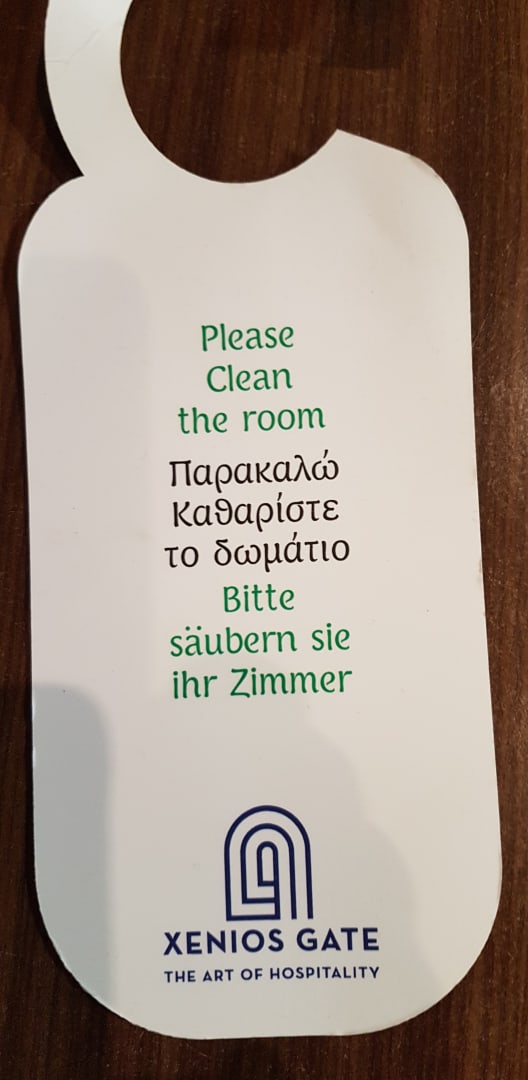 Please
Clean
the room
Παρακαλώ
Καθαρίστε
το δωμάτιο
Bitte
säubern sie
ihr Zimmer
XENIOS GATE
THE ART OF HOSPITALITY